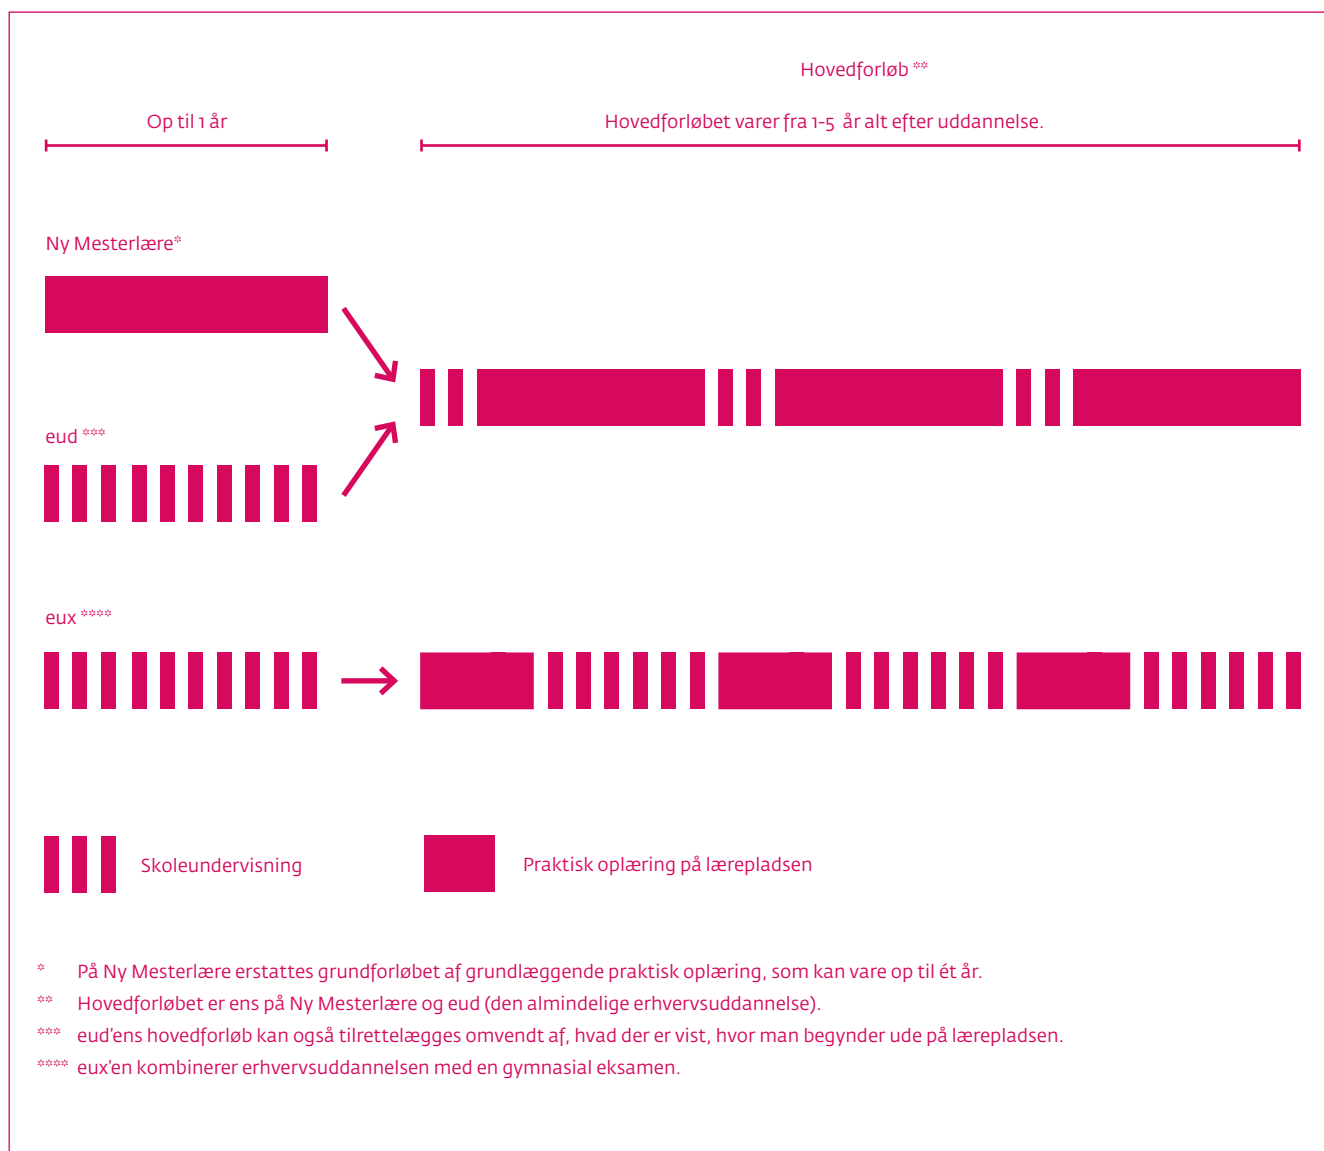 Hovedforløb **
Op til 1 år
Hovedforløbet varer fra 1-5 år alt efter uddannelse.
Ny Mesterlære*
eud ***
eux ****
Skoleundervisning
Praktisk oplæring på lærepladsen
* På Ny Mesterlære erstattes grundforløbet af grundlæggende praktisk oplæring, som kan vare op til ét år.
** Hovedforløbet er ens på Ny Mesterlære og eud (den almindelige erhvervsuddannelse).
*** eud'ens hovedforløb kan også tilrettelægges omvendt af, hvad der er vist, hvor man begynder ude på lærepladsen.
**** eux'en kombinerer erhvervsuddannelsen med en gymnasial eksamen.